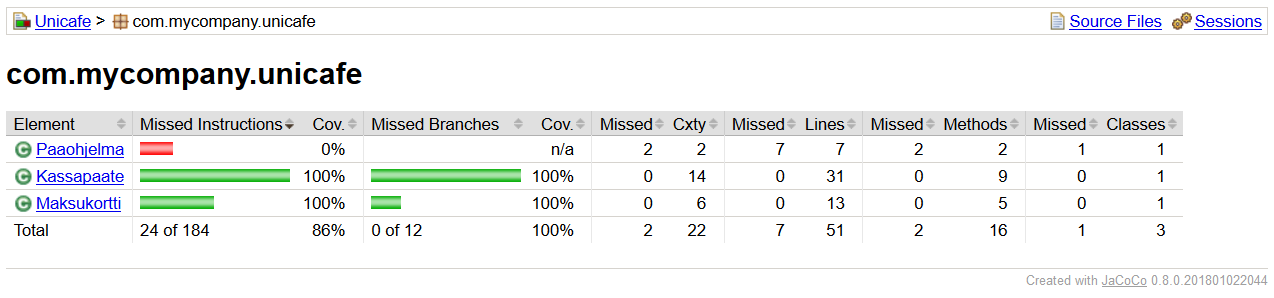 Unicafe > com.mycompany.unicafe Source Files Sessions
com.mycompany.unicafe
Element Missed Instructions Cov. Missed Branches Cov. Missed Cxty Missed Lines Missed Methods Missed Classes
Paaohjelma 0% n/a 2 2 7 7 2 2 1 1
Kassapaate 100% 100% 0 14 0 31 0 9 0 1
Maksukortti 100% 100% 0 6 0 13 0 5 0 1
Total 24 of 184 86% 0 of 12 100% 2 22 7 51 2 16 1 3
Created with JaCoCo 0.8.0.201801022044